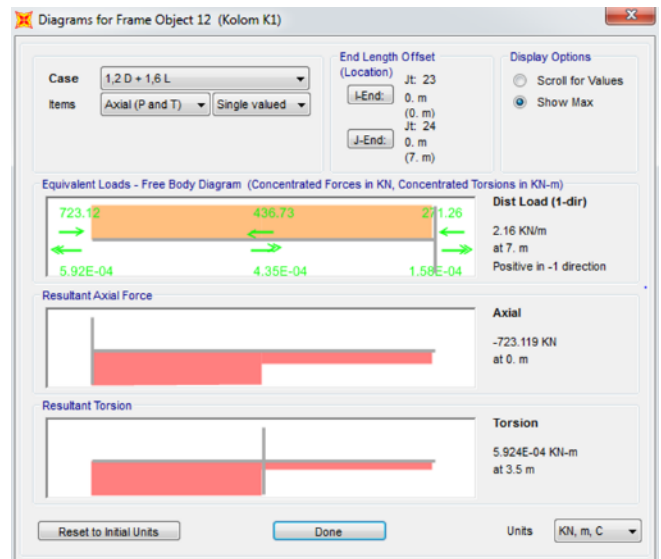 Diagrams for Frame Object 12 (Kolom K1)
Case 1,2 D + 1,6 L
Items Axial (P and T) Single valued
End Length Offset
(Location)
Jt: 23
I-End: 0. m
(0. m)
Jt: 24
J-End: 0. m
(7. m)
Display Options
Scroll for Values
Show Max
Equivalent Loads - Free Body Diagram (Concentrated Forces in KN, Concentrated Torsions in KN-m)
723.12 436.73 271.26
5.92E-04 4.35E-04 1.58E-04
Dist Load (1-dir)
2.16 KN/m
at 7. m
Positive in -1 direction
Resultant Axial Force
Axial
-723.119 KN
at 0. m
Resultant Torsion
Torsion
5.924E-04 KN-m
at 3.5 m
Reset to Initial Units Done Units KN, m, C